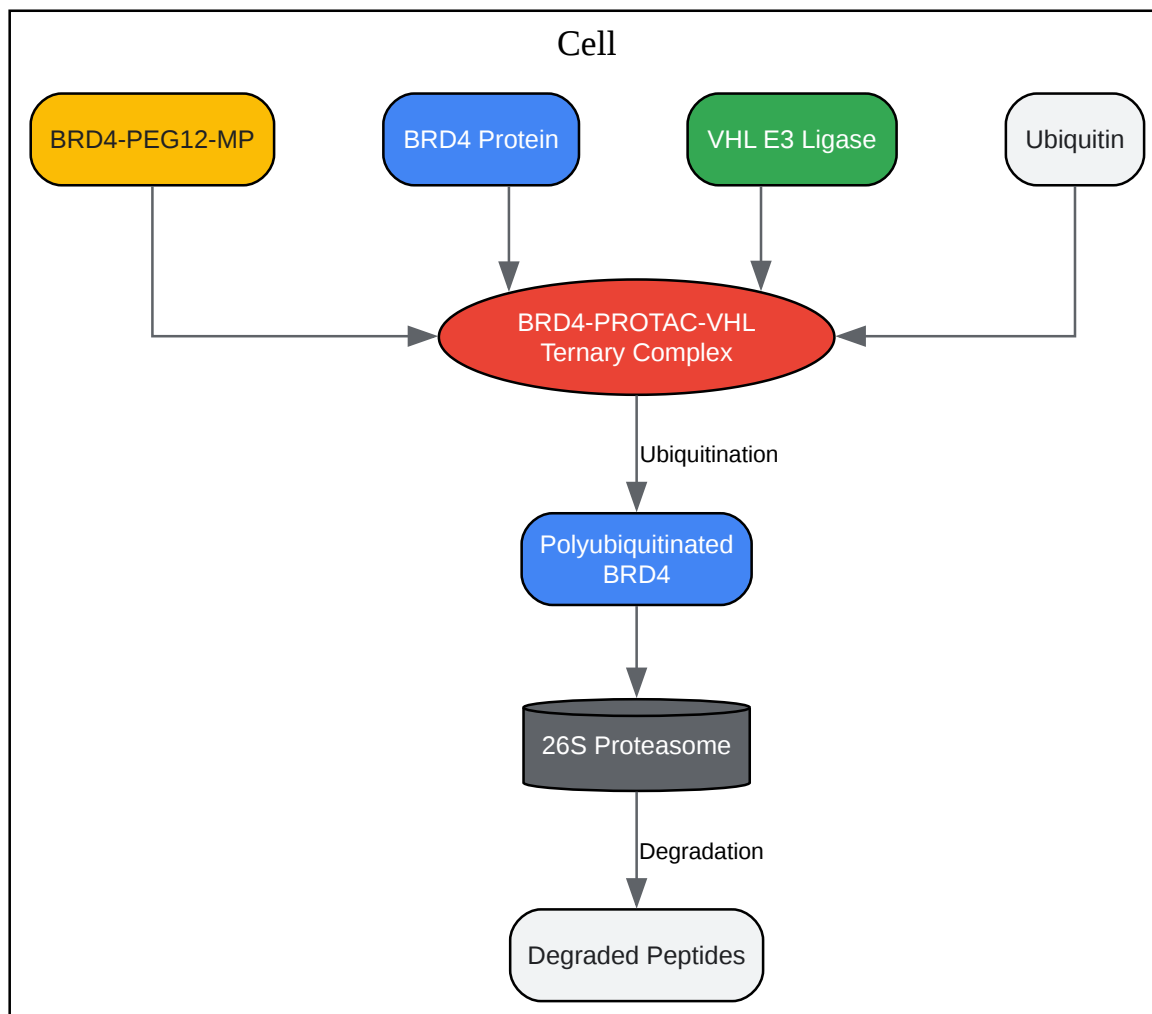 Cell
BRD4-PEG12-MP
BRD4 Protein
VHL E3 Ligase
Ubiquitin
BRD4-PROTAC-VHL
Ternary Complex
Ubiquitination
Polyubiquitinated
BRD4
26S Proteasome
Degradation
Degraded Peptides